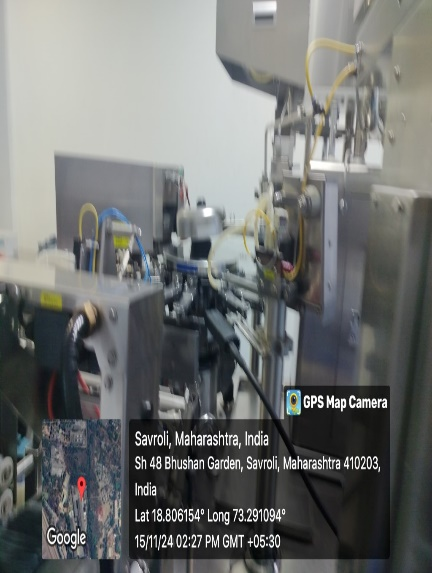 GPS Map Camera
Savroli, Maharashtra, India
Sh 48 Bhushan Garden, Savroli, Maharashtra 410203,
India
Lat 18.806154° Long 73.291094°
15/11/24 02:27 PM GMT +05:30
Google